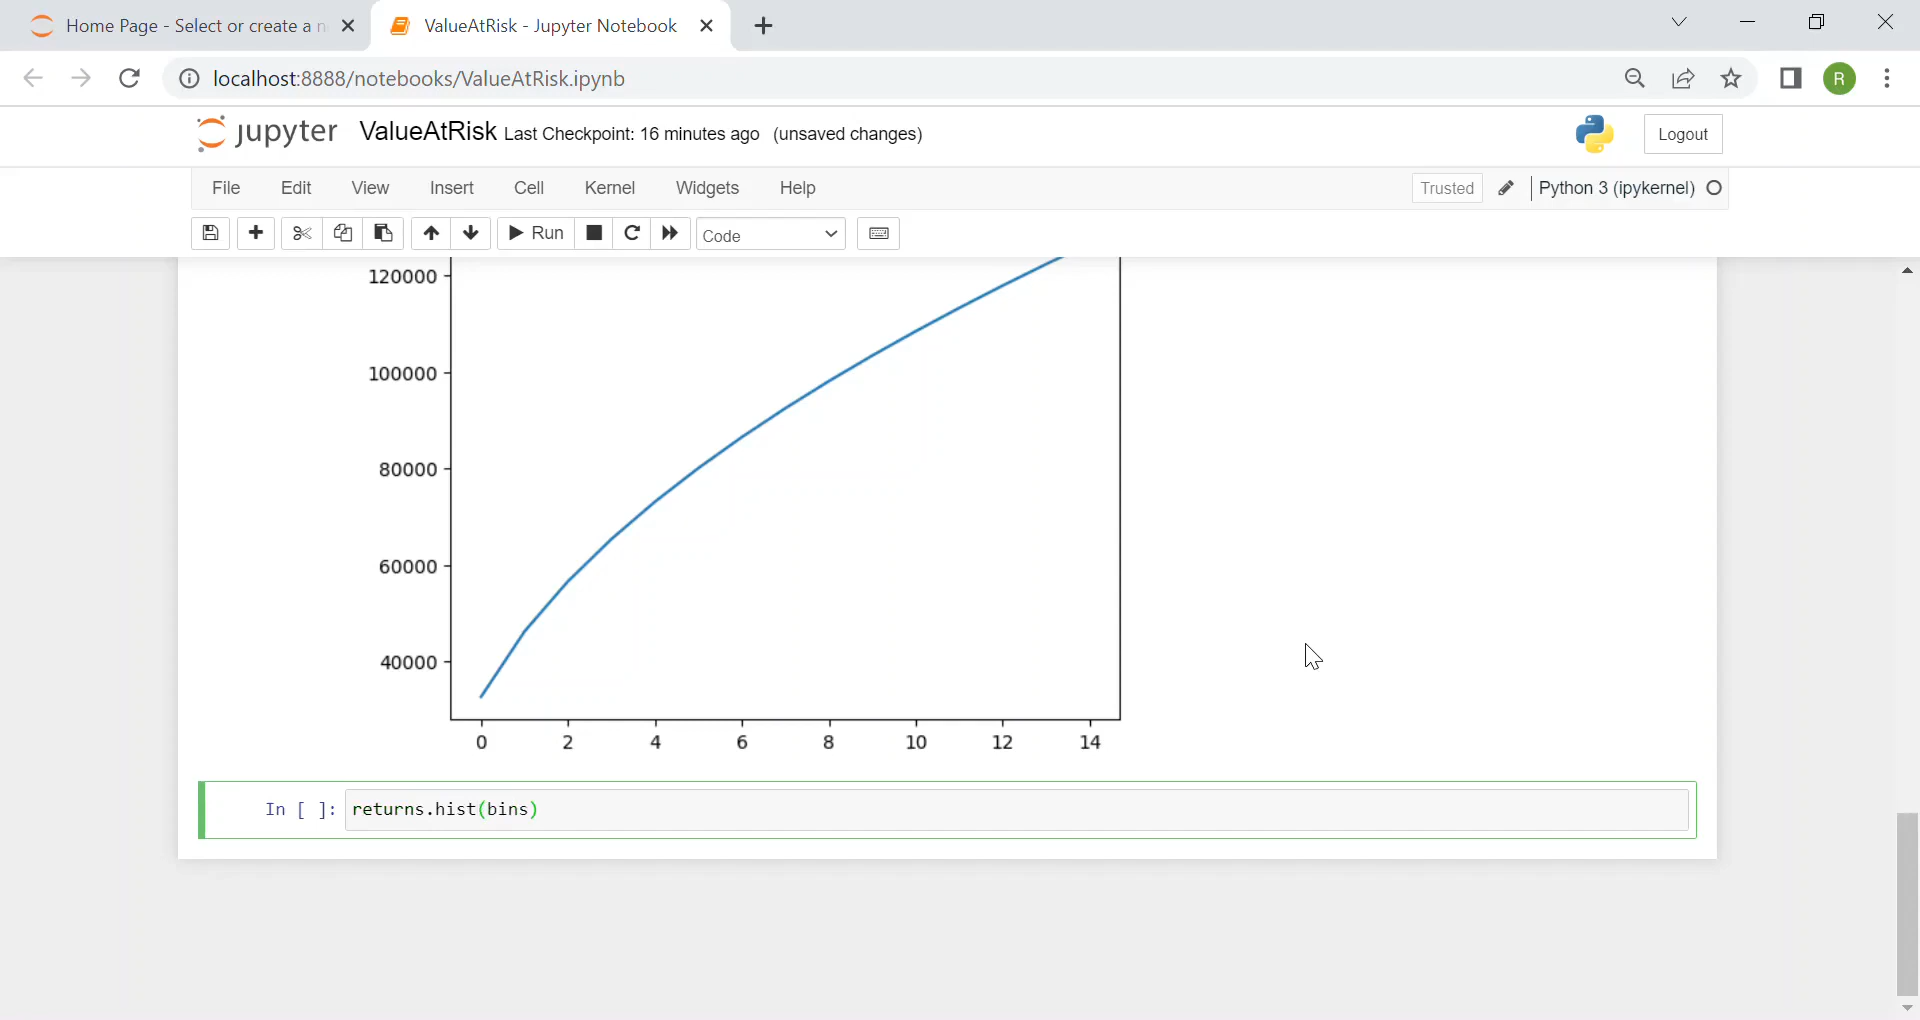 Home Page - Select or create a n
ValueAtRisk - Jupyter Notebook
localhost:8888/notebooks/ValueAtRisk.ipynb
R
jupyter
ValueAtRisk Last Checkpoint: 16 minutes ago (unsaved changes)
Logout
File Edit View Insert Cell Kernel Widgets Help
Trusted
Python 3 (ipykernel)
Run
Code
120000
100000
80000
60000
40000
0 2 4 6 8 10 12 14
In [ ]: returns.hist(bins)